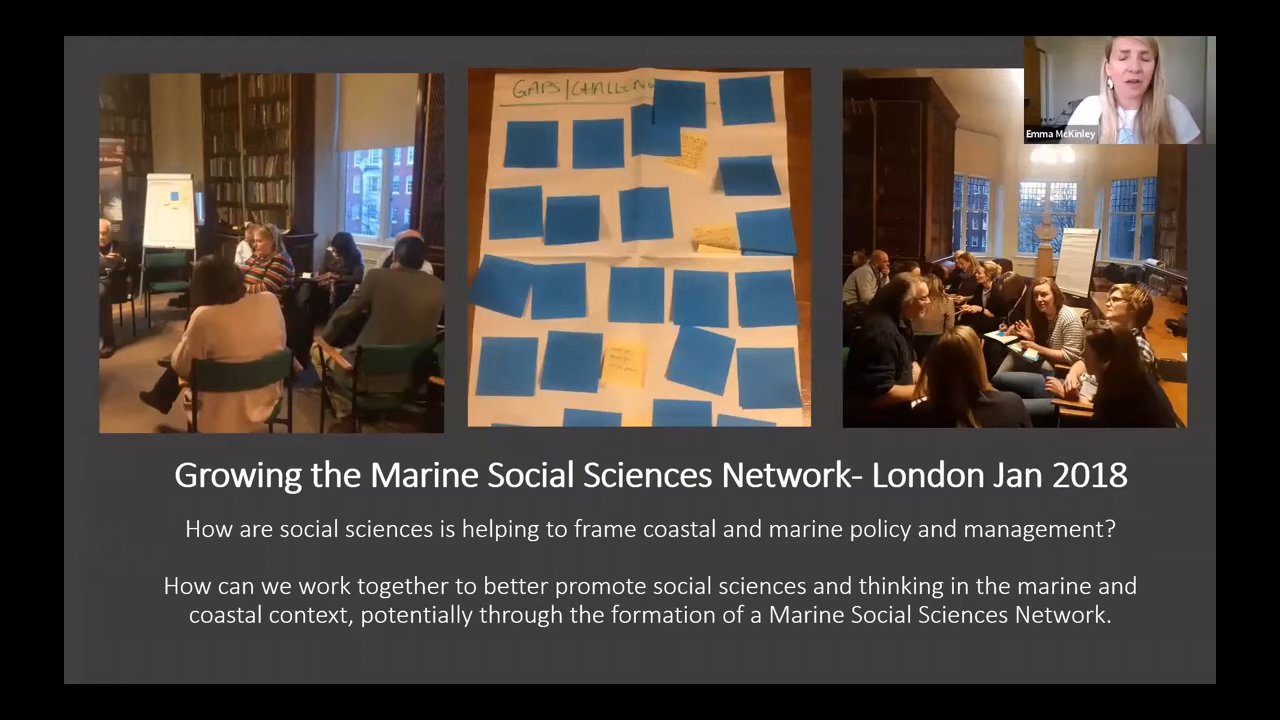 GAPS/CHALLENG
Emma McKinley
Growing the Marine Social Sciences Network- London Jan 2018
How are social sciences is helping to frame coastal and marine policy and management?
How can we work together to better promote social sciences and thinking in the marine and
coastal context, potentially through the formation of a Marine Social Sciences Network.